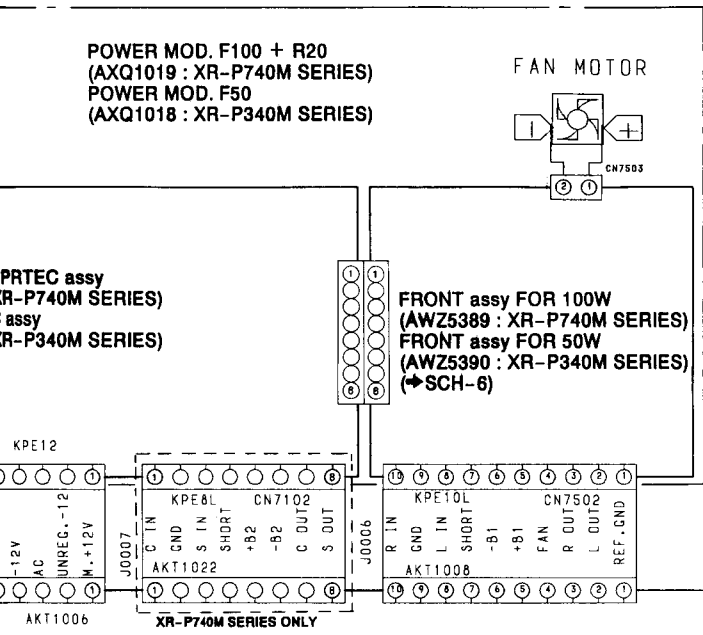 POWER MOD. F100 + R20
(AXQ1019 : XR-P740M SERIES)
POWER MOD. F50
(AXQ1018 : XR-P340M SERIES)
FAN MOTOR
- +
CN7503
2 1
PRTEC assy
XR-P740M SERIES)
assy
XR-P340M SERIES)
1 1
8 8
FRONT assy FOR 100W
(AWZ5389 : XR-P740M SERIES)
FRONT assy FOR 50W
(AWZ5390 : XR-P340M SERIES)
(➔SCH-6)
KPE12
1
-12V
AC
UNREG.-12
M.+12V
1
AKT1006
J0007
1 8
KPE8L CN7102
C IN
GND
S IN
SHORT
+B2
-B2
C OUT
S OUT
AKT1022
1 8
XR-P740M SERIES ONLY
J0006
10 9 8 7 6 5 4 3 2 1
KPE10L CN7502
R IN
GND
L IN
SHORT
-B1
+B1
FAN
R OUT
L OUT
REF.GND
AKT1008
10 9 8 7 6 5 4 3 2 1